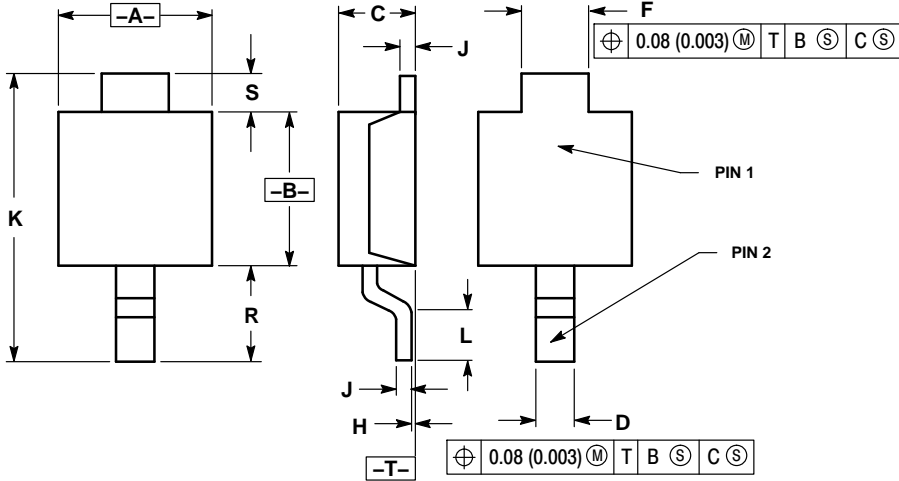 –A–
C
F
⌖ 0.08 (0.003) Ⓜ T B Ⓢ C Ⓢ
J
S
–B–
K
PIN 1
PIN 2
R
L
J
H
D
⌖ 0.08 (0.003) Ⓜ T B Ⓢ C Ⓢ
–T–